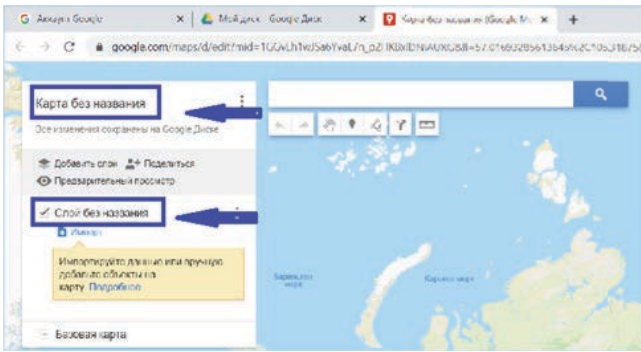 Аккаунт Google
Мой диск - Google Диск
Карта без названия (Google М
google.com/maps/d/edit?mid=
Карта без названия
Все изменения сохранены на Google Диске
Добавить слой Поделиться
Предварительный просмотр
Слой без названия
Импорт
Импортируйте данные или вручную
добавьте объекты на
карту. Подробнее
Баренцево
море
Карское море
Базовая карта